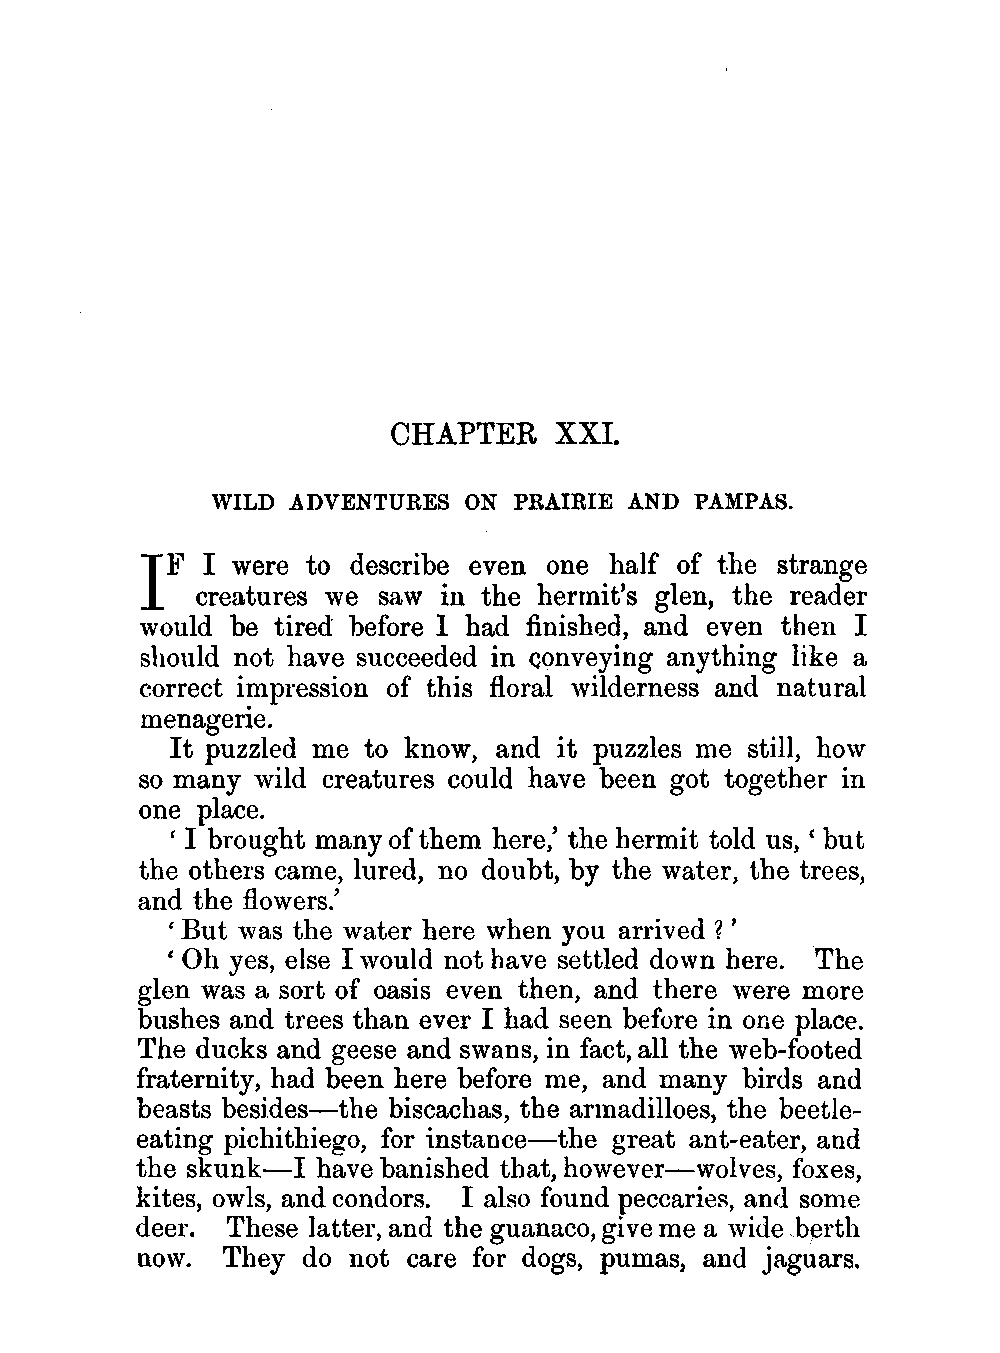 CHAPTER XXI.
WILD ADVENTURES ON PRAIRIE AND PAMPAS.
IF I were to describe even one half of the strange
creatures we saw in the hermit's glen, the reader
would be tired before I had finished, and even then I
should not have succeeded in conveying anything like a
correct impression of this floral wilderness and natural
menagerie.
It puzzled me to know, and it puzzles me still, how
so many wild creatures could have been got together in
one place.
‘I brought many of them here,’ the hermit told us, ‘but
the others came, lured, no doubt, by the water, the trees,
and the flowers.’
‘But was the water here when you arrived?’
‘Oh yes, else I would not have settled down here. The
glen was a sort of oasis even then, and there were more
bushes and trees than ever I had seen before in one place.
The ducks and geese and swans, in fact, all the web-footed
fraternity, had been here before me, and many birds and
beasts besides—the biscachas, the armadilloes, the beetle-
eating pichithiego, for instance—the great ant-eater, and
the skunk—I have banished that, however—wolves, foxes,
kites, owls, and condors. I also found peccaries, and some
deer. These latter, and the guanaco, give me a wide berth
now. They do not care for dogs, pumas, and jaguars.